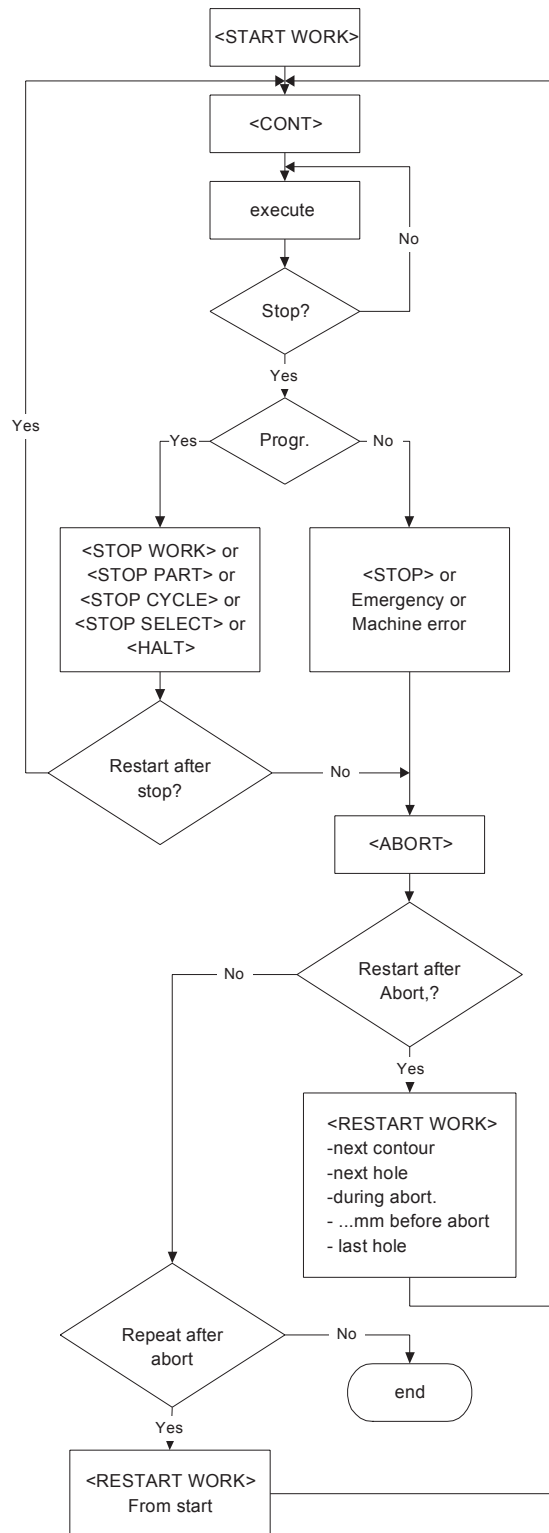 <START WORK>
<CONT>
execute
No
Stop?
Yes
Yes
Progr.
Yes
No
<STOP WORK> or
<STOP PART> or
<STOP CYCLE> or
<STOP SELECT> or
<HALT>
<STOP> or
Emergency or
Machine error
Restart after
stop?
No
<ABORT>
Restart after
Abort,?
No
Yes
<RESTART WORK>
-next contour
-next hole
-during abort.
- ...mm before abort
- last hole
Repeat after
abort
No
end
Yes
<RESTART WORK>
From start